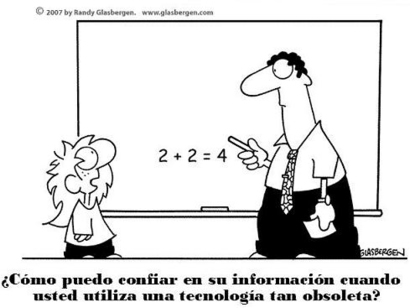 © 2007 by Randy Glasbergen. www.glasbergen.com
2 + 2 = 4
GLASBERGEN
¿Cómo puedo confiar en su información cuando
usted utiliza una tecnología tan obsoleta?